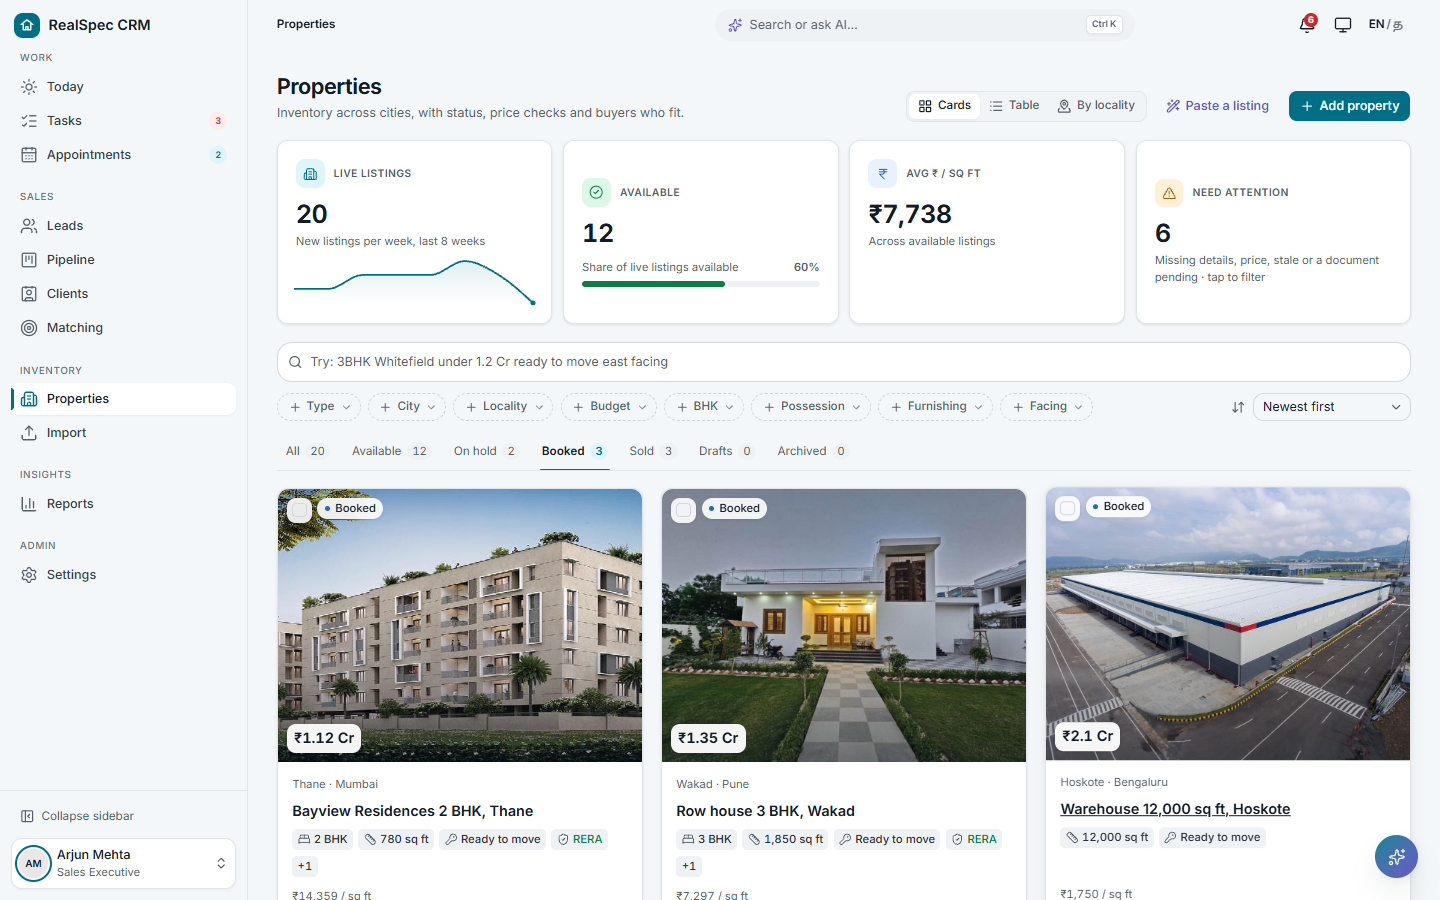 RealSpec CRM
WORK
Today
Tasks 3
Appointments 2
SALES
Leads
Pipeline
Clients
Matching
INVENTORY
Properties
Import
INSIGHTS
Reports
ADMIN
Settings
Collapse sidebar
AM
Arjun Mehta
Sales Executive
Properties
Search or ask AI...
Ctrl K
6
EN / த
Properties
Inventory across cities, with status, price checks and buyers who fit.
Cards Table By locality
Paste a listing
Add property
LIVE LISTINGS
20
New listings per week, last 8 weeks
AVAILABLE
12
Share of live listings available 60%
AVG ₹ / SQ FT
₹7,738
Across available listings
NEED ATTENTION
6
Missing details, price, stale or a document
pending · tap to filter
Try: 3BHK Whitefield under 1.2 Cr ready to move east facing
Type City Locality Budget BHK Possession Furnishing Facing
Newest first
All 20 Available 12 On hold 2 Booked 3 Sold 3 Drafts 0 Archived 0
Booked
₹1.12 Cr
Thane · Mumbai
Bayview Residences 2 BHK, Thane
2 BHK 780 sq ft Ready to move RERA
+1
₹14,359 / sq ft
Booked
₹1.35 Cr
Wakad · Pune
Row house 3 BHK, Wakad
3 BHK 1,850 sq ft Ready to move RERA
+1
₹7,297 / sq ft
Booked
₹2.1 Cr
Hoskote · Bengaluru
Warehouse 12,000 sq ft, Hoskote
12,000 sq ft Ready to move
₹1,750 / sq ft